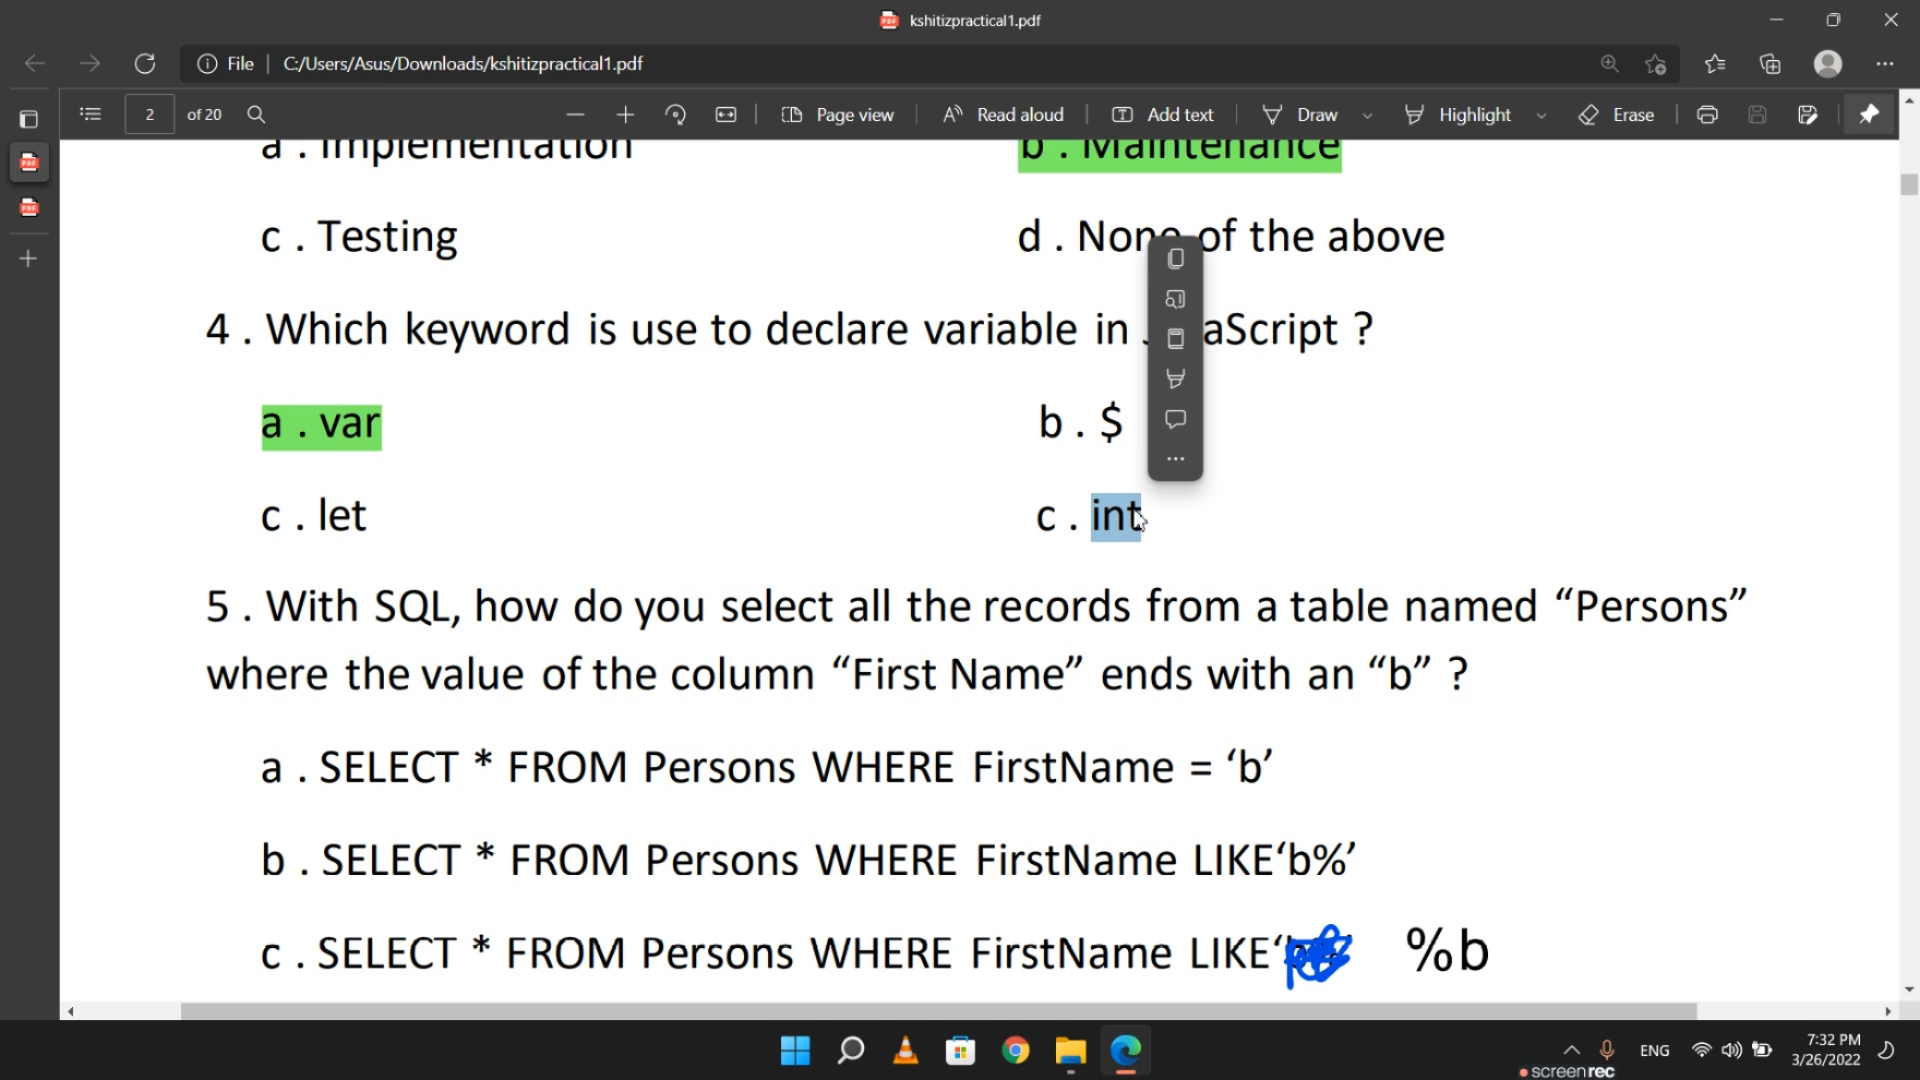 kshitizpractical1.pdf
File
C:/Users/Asus/Downloads/kshitizpractical1.pdf
2 of 20
Page view
Read aloud
Add text
Draw
Highlight
Erase
a . Implementation
b . Maintenance
c . Testing
d . None of the above
4 . Which keyword is use to declare variable in aScript ?
a . var
b . $
c . let
c . int
5 . With SQL, how do you select all the records from a table named “Persons”
where the value of the column “First Name” ends with an “b” ?
a . SELECT * FROM Persons WHERE FirstName = ‘b’
b . SELECT * FROM Persons WHERE FirstName LIKE‘b%’
c . SELECT * FROM Persons WHERE FirstName LIKE‘ %b
ENG
7:32 PM
3/26/2022
screenrec